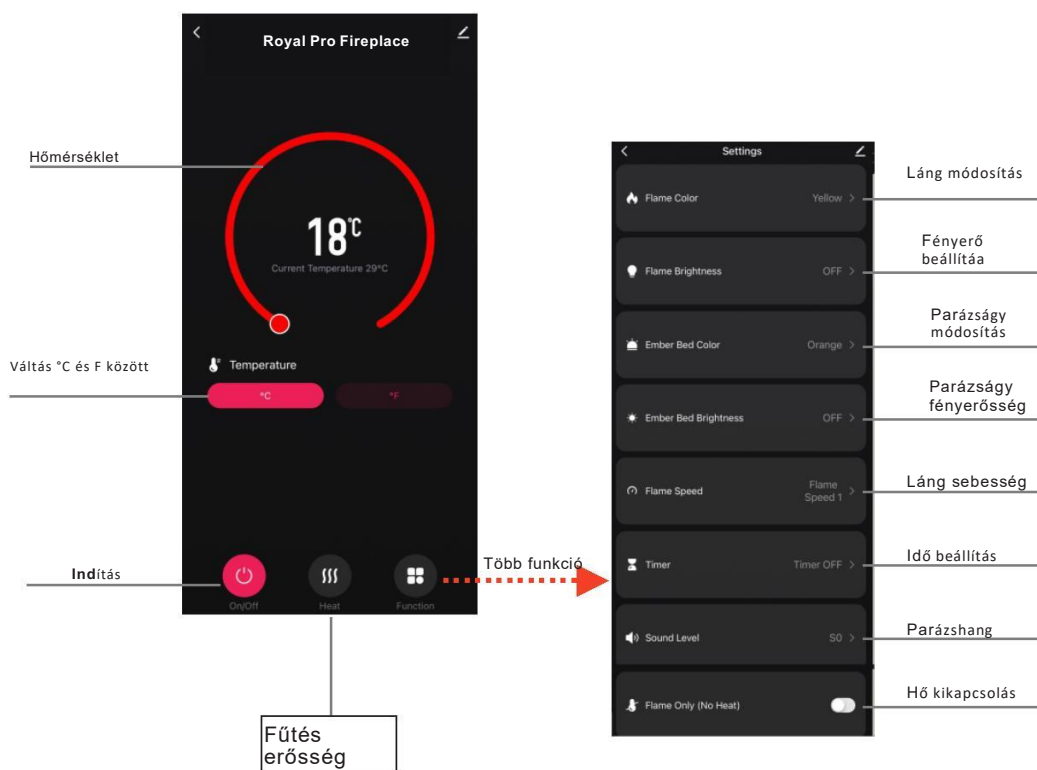 Royal Pro Fireplace
Hőmérséklet
18°C
Current Temperature 29°C
Váltás °C és F között
Temperature
°C
°F
Indítás
On/Off
Heat
Function
Több funkció
Fűtés
erősség
Settings
Flame Color
Yellow
Láng módosítás
Flame Brightness
OFF
Fényerő
beállítáa
Ember Bed Color
Orange
Parázságy
módosítás
Ember Bed Brightness
OFF
Parázságy
fényerősség
Flame Speed
Flame
Speed 1
Láng sebesség
Timer
Timer OFF
Idő beállítás
Sound Level
S0
Parázshang
Flame Only (No Heat)
Hő kikapcsolás